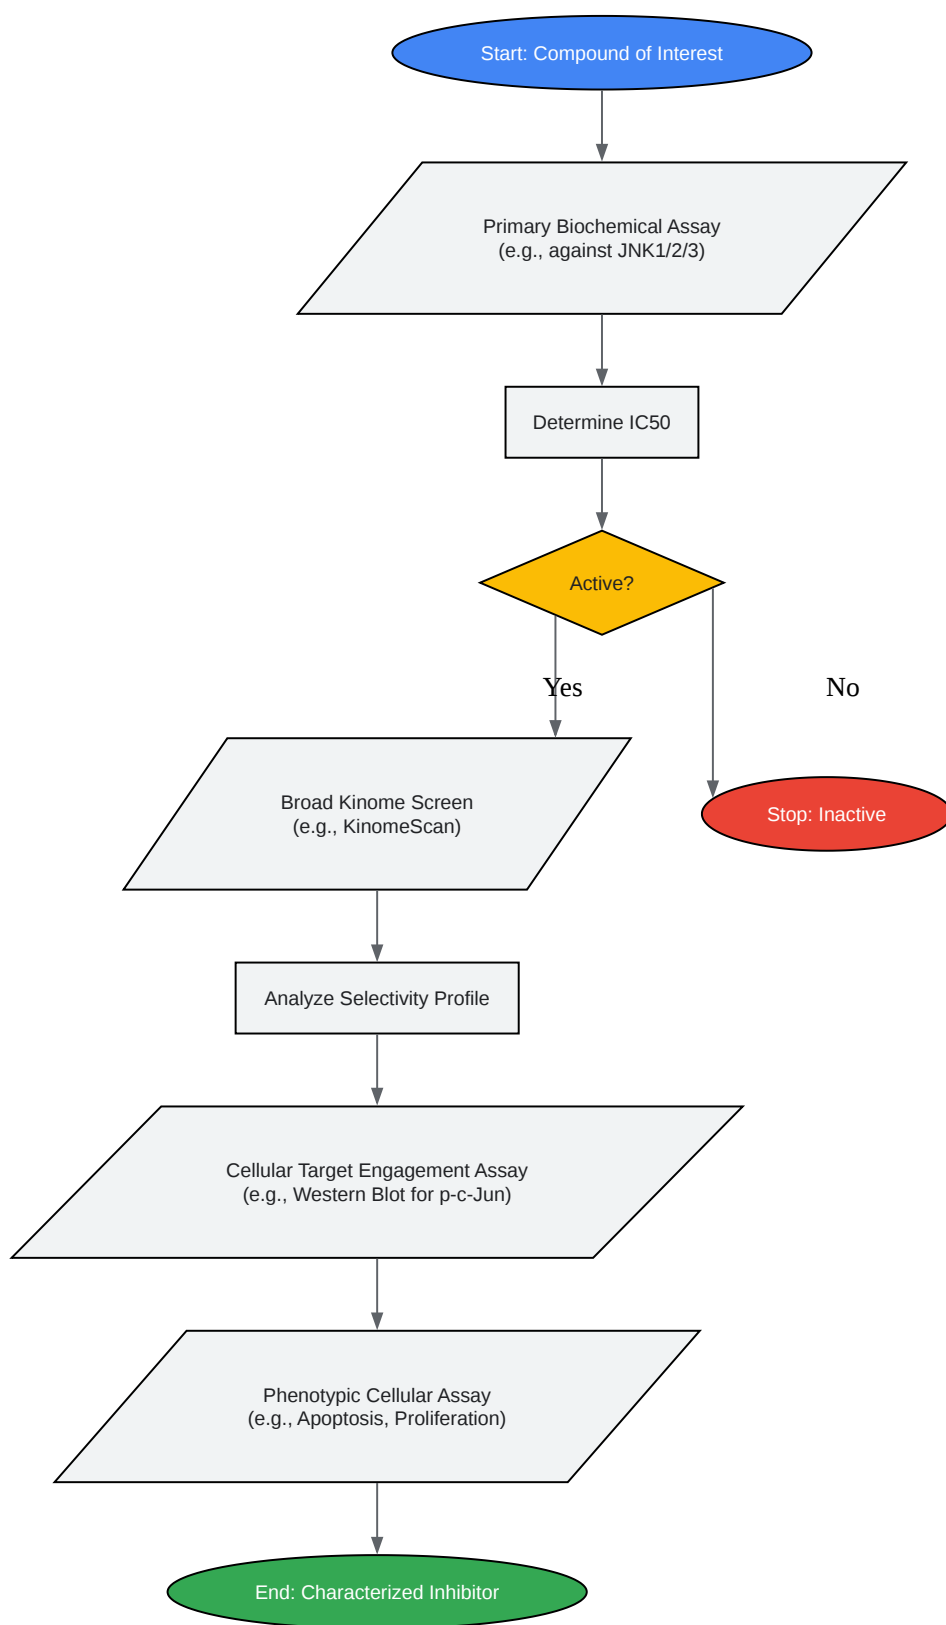 Start: Compound of Interest
Primary Biochemical Assay
(e.g., against JNK1/2/3)
Determine IC50
Active?
Yes
No
Broad Kinome Screen
(e.g., KinomeScan)
Stop: Inactive
Analyze Selectivity Profile
Cellular Target Engagement Assay
(e.g., Western Blot for p-c-Jun)
Phenotypic Cellular Assay
(e.g., Apoptosis, Proliferation)
End: Characterized Inhibitor